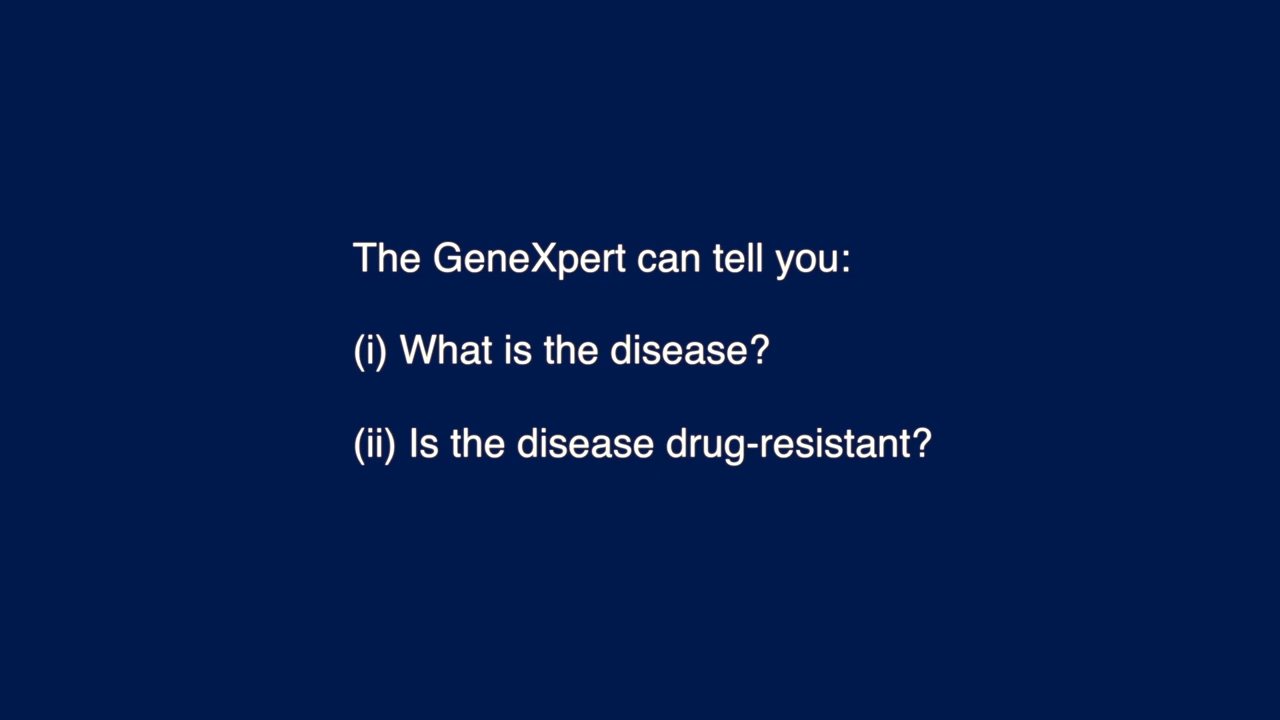 The GeneXpert can tell you:
(i) What is the disease?
(ii) Is the disease drug-resistant?